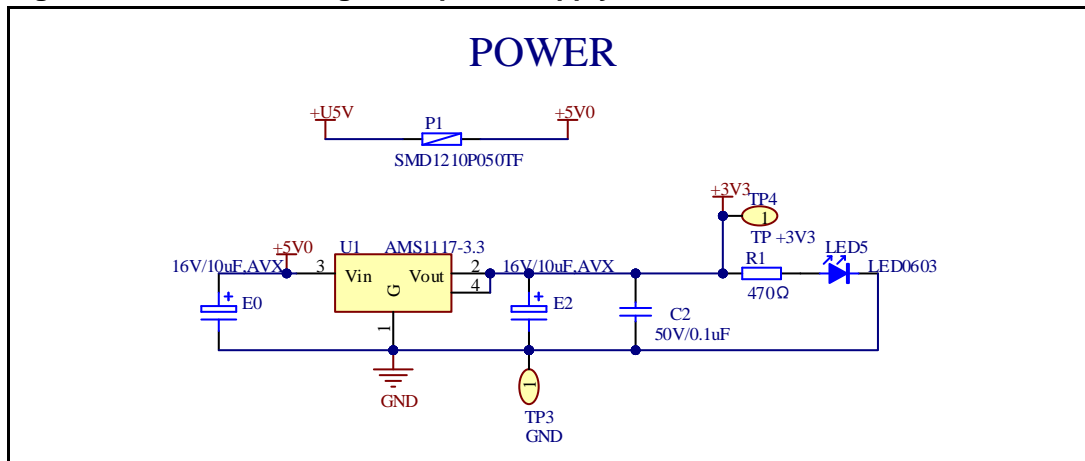 POWER
+U5V
P1
+5V0
SMD1210P050TF
+3V3
TP4
1
TP +3V3
+5V0
U1
AMS1117-3.3
16V/10uF,AVX
3
Vin
Vout
G
2
4
1
16V/10uF,AVX
R1
470Ω
LED5
LED0603
+
E0
+
E2
C2
50V/0.1uF
GND
1
TP3
GND